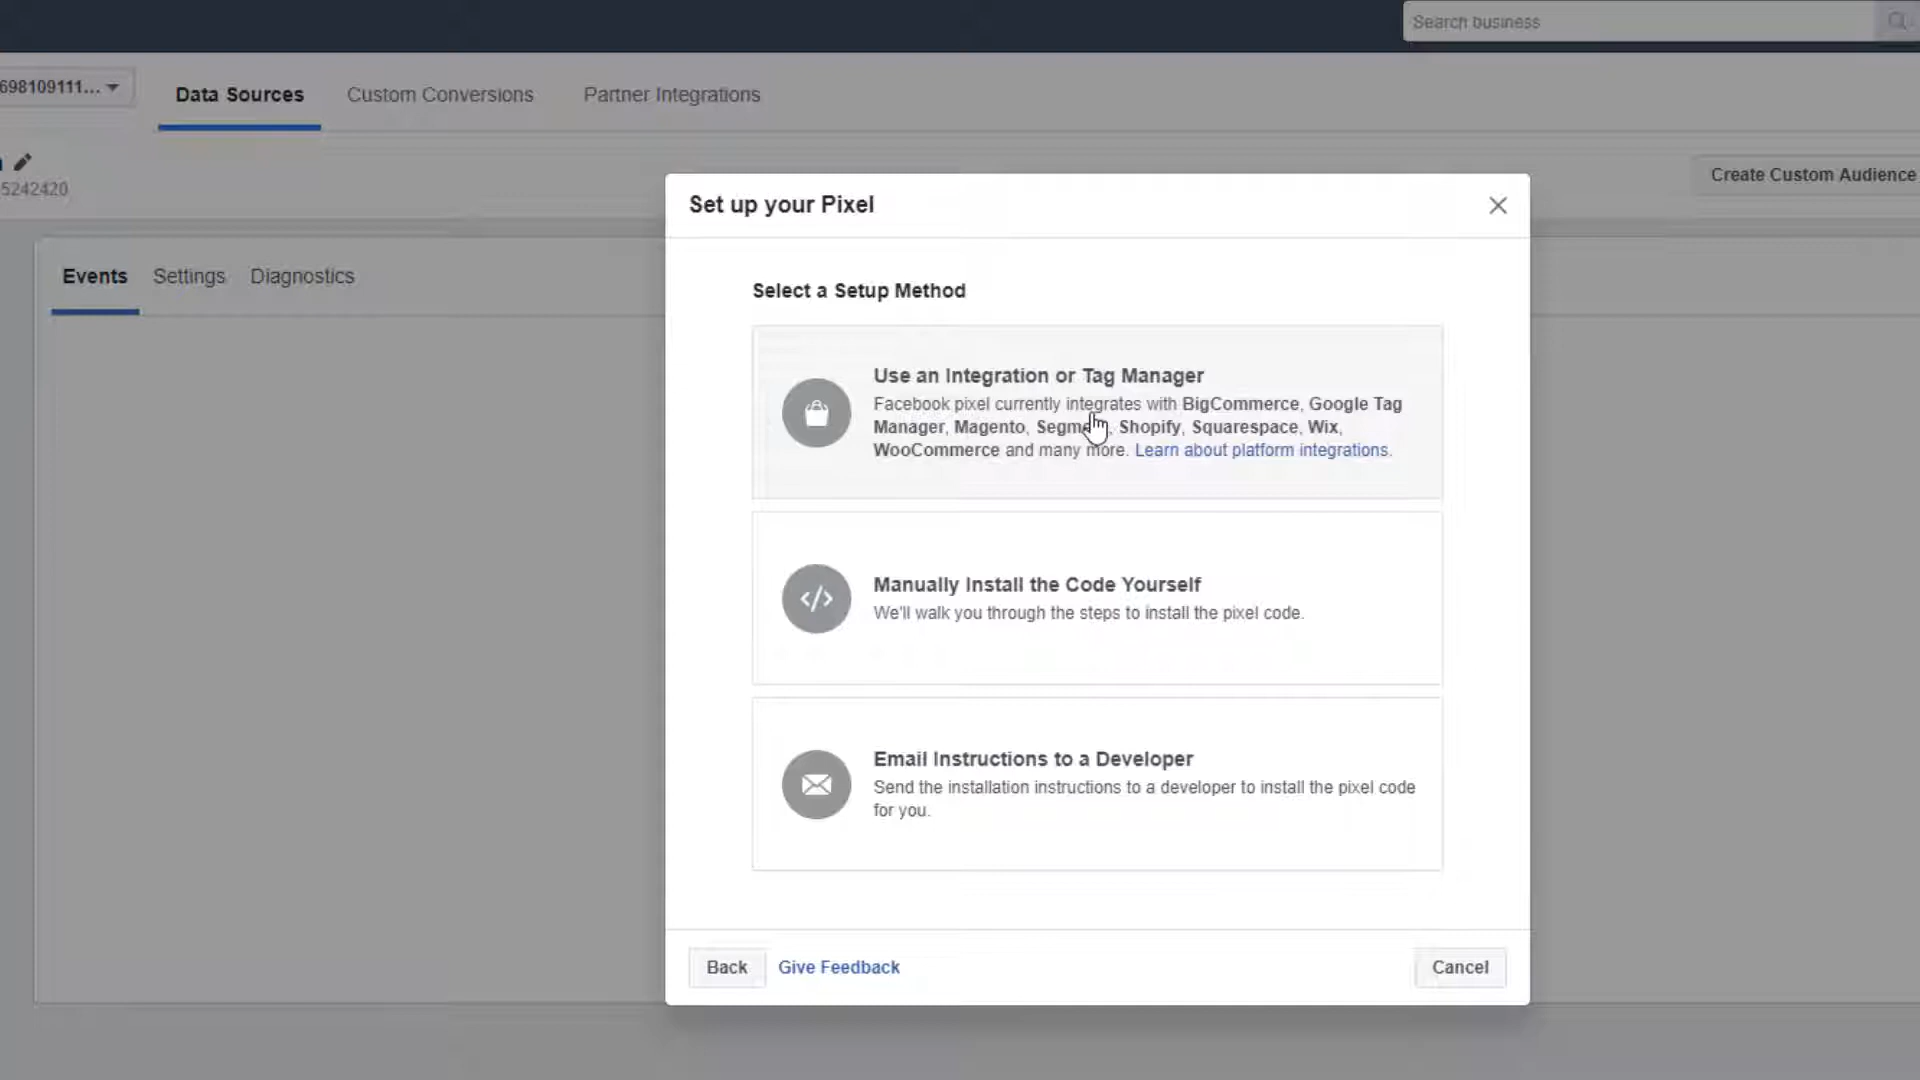 Search business
698109111...
Data Sources
Custom Conversions
Partner Integrations
5242420
Create Custom Audience
Set up your Pixel
Events
Settings
Diagnostics
Select a Setup Method
Use an Integration or Tag Manager
Facebook pixel currently integrates with BigCommerce, Google Tag
Manager, Magento, Shopify, Squarespace, Wix,
WooCommerce and many more. Learn about platform integrations.
Manually Install the Code Yourself
We'll walk you through the steps to install the pixel code.
Email Instructions to a Developer
Send the installation instructions to a developer to install the pixel code
for you.
Back
Give Feedback
Cancel